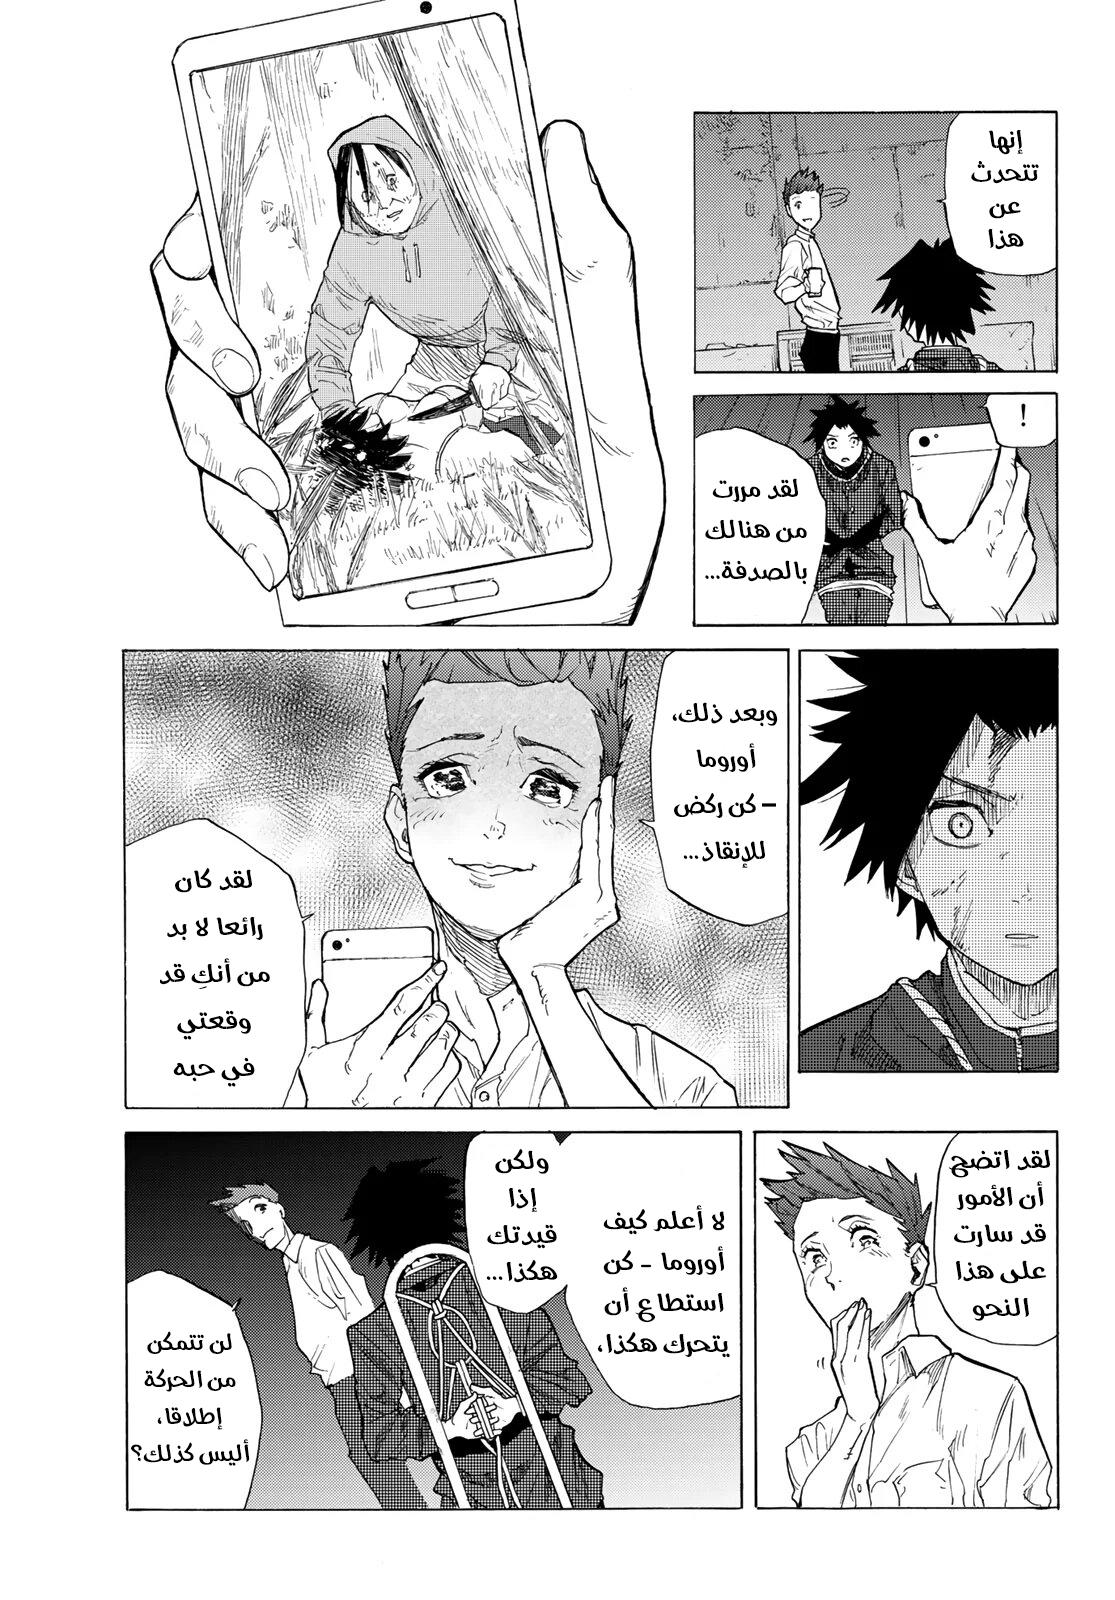 إنها
تتحدث
عن
هذا
!
لقد مررت
من هنالك
بالصدفة...
وبعد ذلك،
أوروما
– كن ركض
للإنقاذ...
لقد كان
رائعا لا بد
من أنكِ قد
وقعتي
في حبه
لقد اتضح
أن الأمور
قد سارت
على هذا
النحو
لا أعلم كيف
أوروما - كن
استطاع أن
يتحرك هكذا،
ولكن
إذا
قيدتك
هكذا...
لن تتمكن
من الحركة
إطلاقا،
أليس كذلك؟